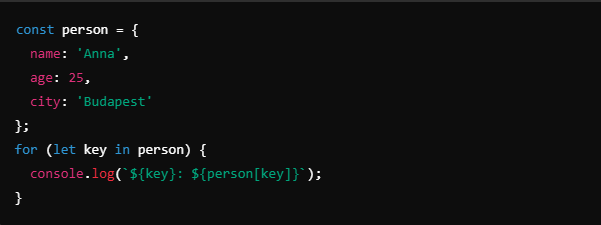 const person = {
  name: 'Anna',
  age: 25,
  city: 'Budapest'
};
for (let key in person) {
  console.log(`${key}: ${person[key]}`);
}